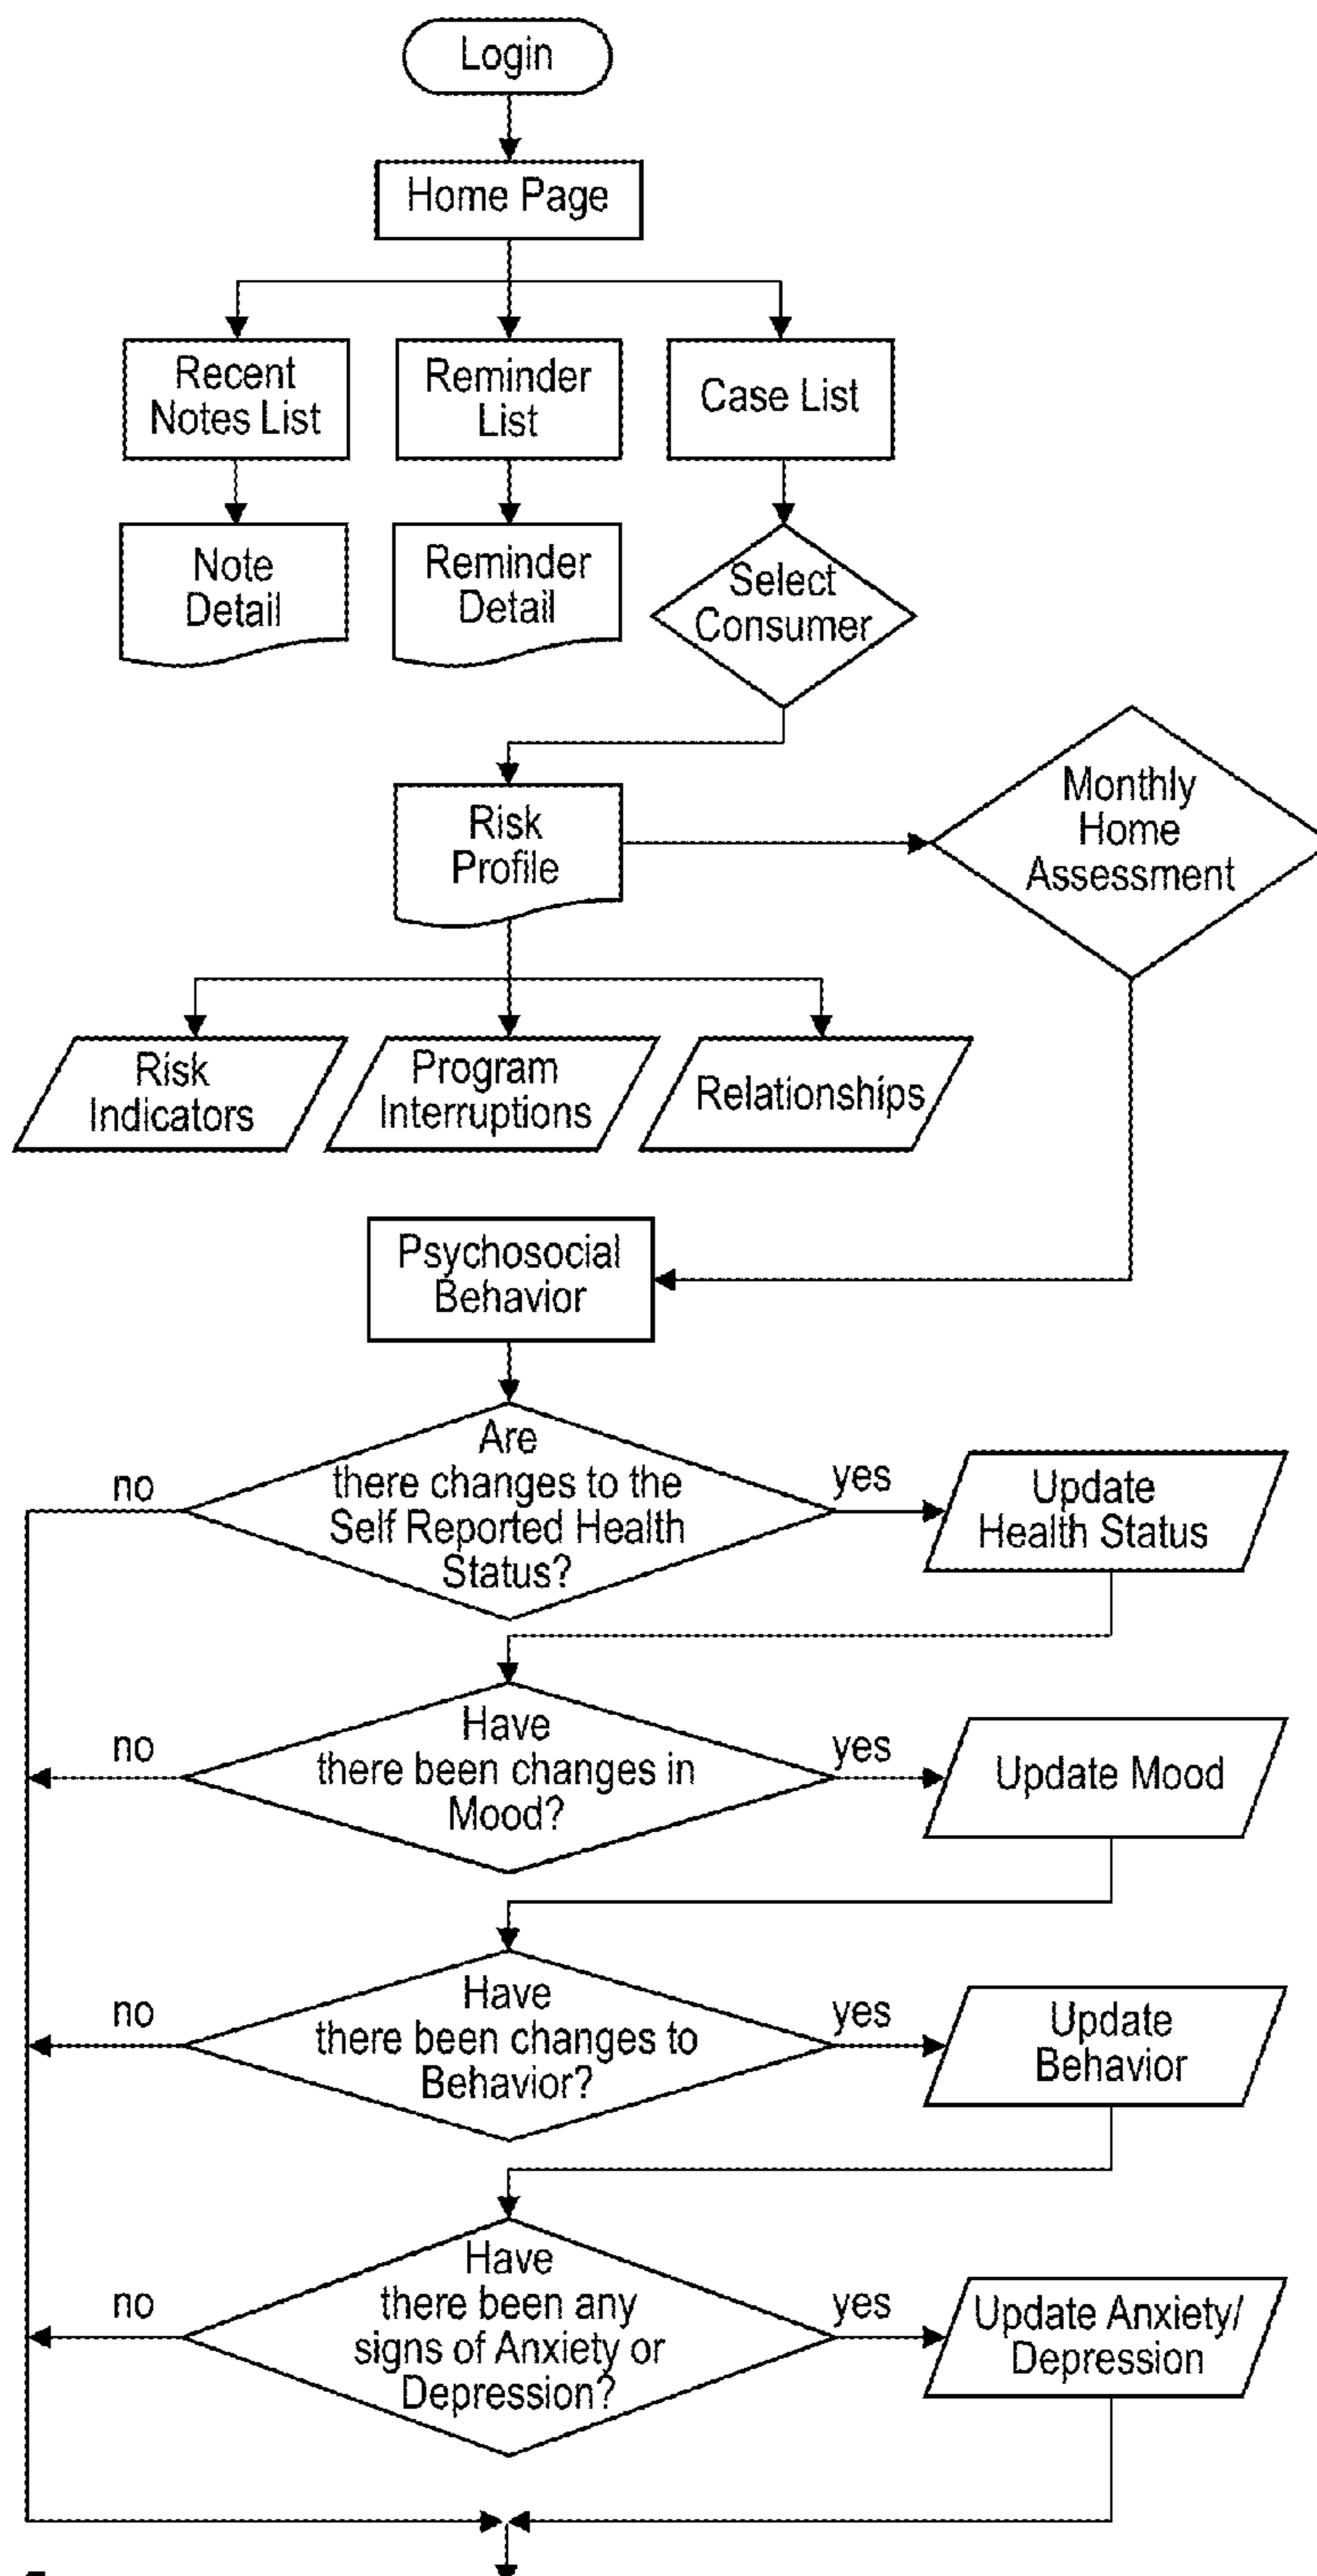 Login
Home Page
Recent
Notes List
Reminder
List
Case List
Note
Detail
Reminder
Detail
Select
Consumer
Risk
Profile
Monthly
Home
Assessment
Risk
Indicators
Program
Interruptions
Relationships
Psychosocial
Behavior
Are
there changes to the
Self Reported Health
Status?
no
yes
Update
Health Status
Have
there been changes in
Mood?
no
yes
Update Mood
Have
there been changes to
Behavior?
no
yes
Update
Behavior
Have
there been any
signs of Anxiety or
Depression?
no
yes
Update Anxiety/
Depression